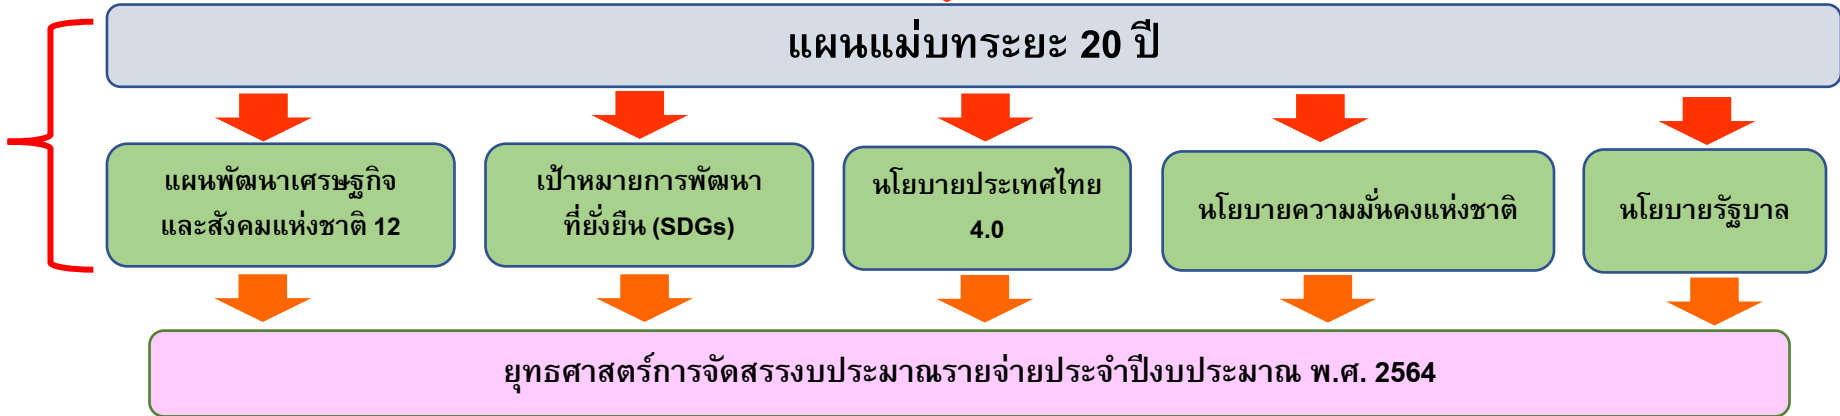 แผนแม่บทระยะ 20 ปี
แผนพัฒนาเศรษฐกิจ
และสังคมแห่งชาติ 12
เป้าหมายการพัฒนา
ที่ยั่งยืน (SDGs)
นโยบายประเทศไทย
4.0
นโยบายความมั่นคงแห่งชาติ
นโยบายรัฐบาล
ยุทธศาสตร์การจัดสรรงบประมาณรายจ่ายประจำปีงบประมาณ พ.ศ. 2564